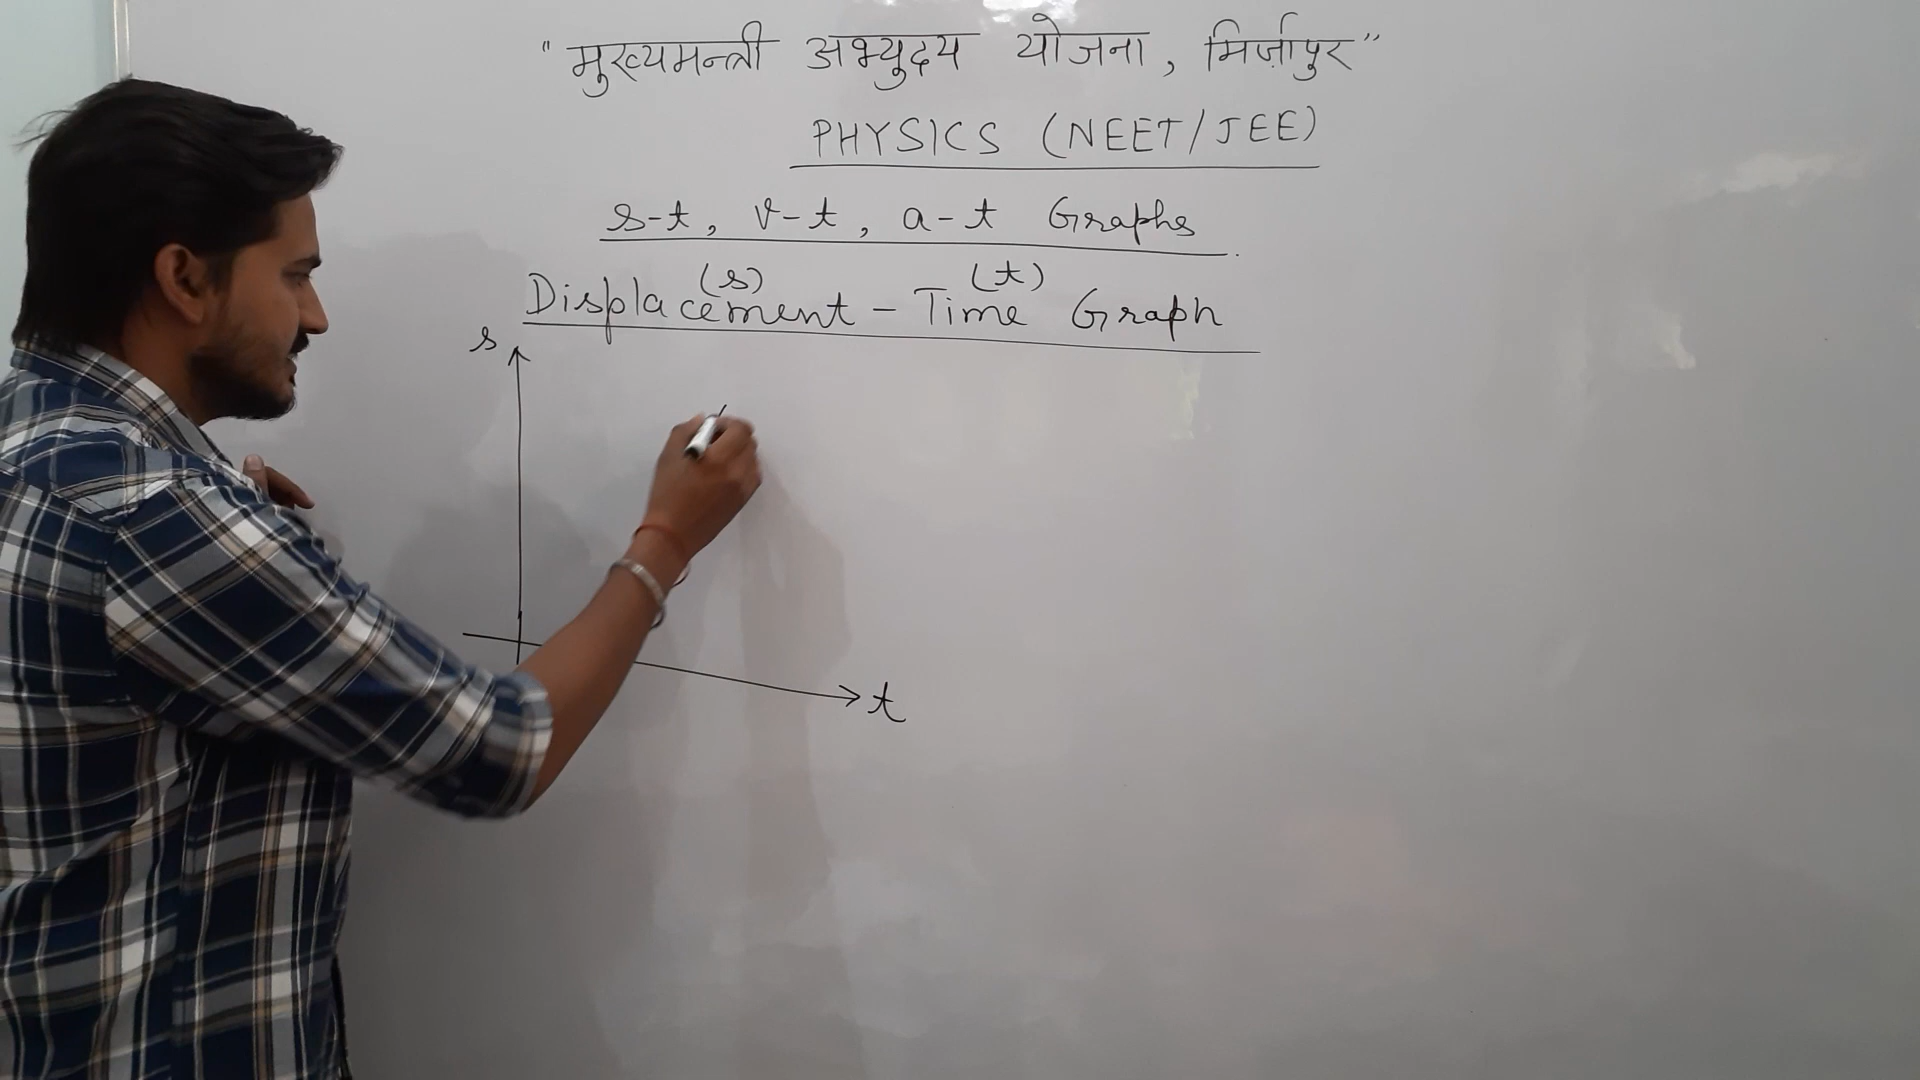 "मुख्यमन्त्री अभ्युदय योजना, मिर्ज़ापुर"
PHYSICS (NEET/JEE)
s-t, v-t, a-t Graphs
(s) (t)
Displacement - Time Graph
s
t